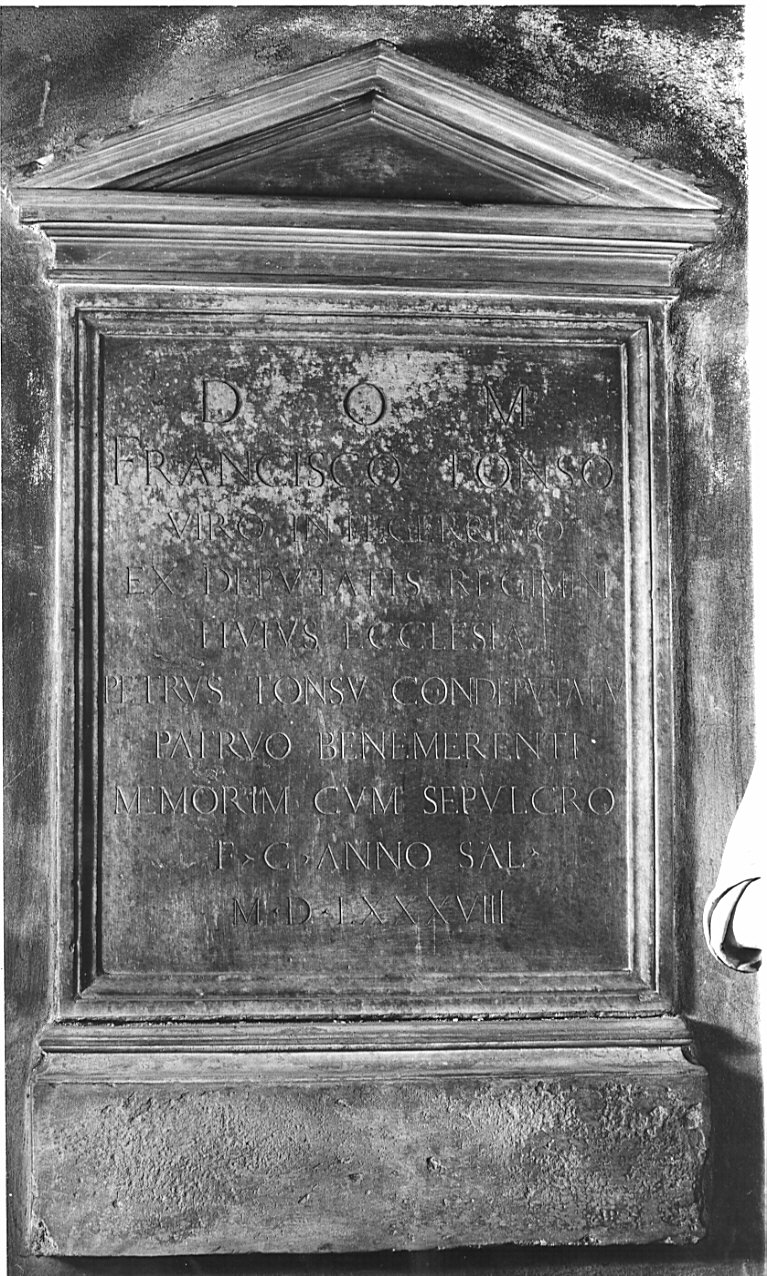 D O M
FRANCISCO TONSO
VIRO INTEGERRIMO
EX DEPVTATIS REGIMINI
HVIVS ECCLESIAE
PETRVS TONSV CONDEPVTATV
PATRVO BENEMERENTI
MEMORIM CVM SEPVLCRO
F C ANNO SAL
M D LXXXVIII